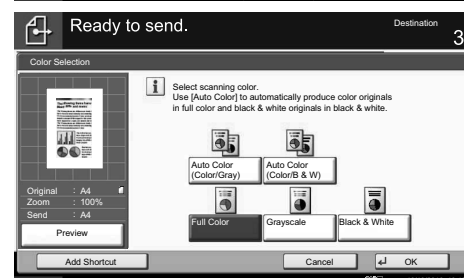 Ready to send.
Destination
3
Color Selection
Select scanning color.
Use [Auto Color] to automatically produce color originals
in full color and black & white originals in black & white.
Auto Color
(Color/Gray)
Auto Color
(Color/B & W)
Original : A4
Zoom : 100%
Send : A4
Full Color
Grayscale
Black & White
Preview
Add Shortcut
Cancel
OK